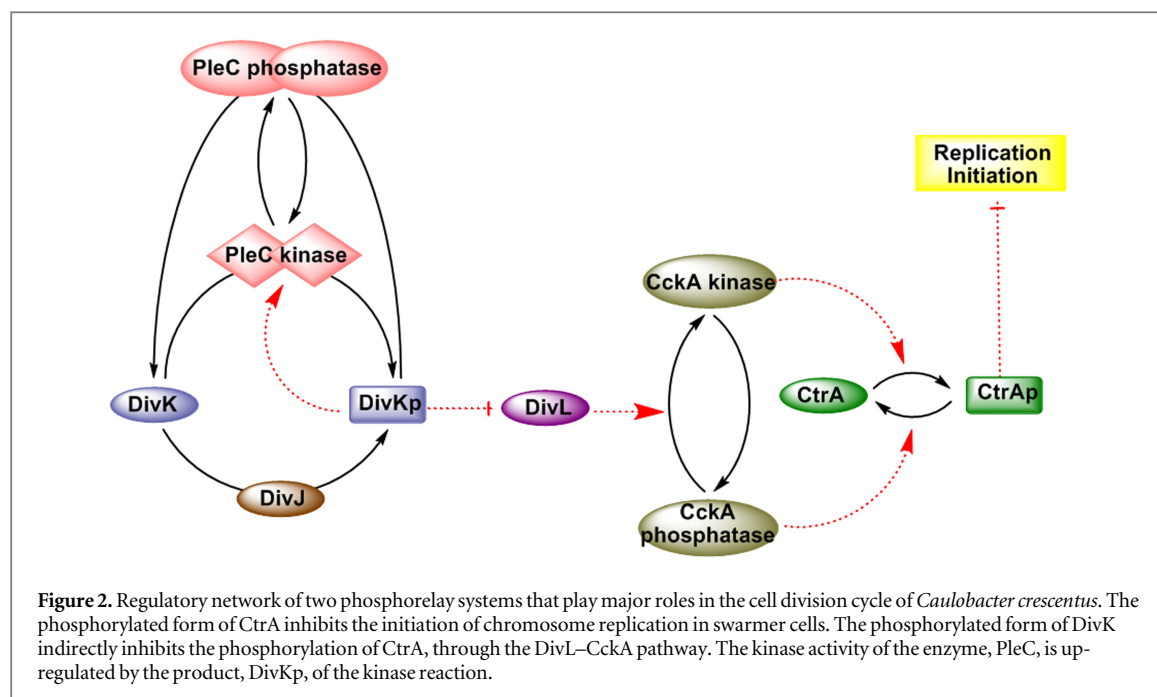 PleC phosphatase
Replication
Initiation
PleC kinase
CckA kinase
DivK
DivKp
DivL
CtrA
CtrAp
DivJ
CckA
phosphatase
Figure 2. Regulatory network of two phosphorelay systems that play major roles in the cell division cycle of Caulobacter crescentus. The
phosphorylated form of CtrA inhibits the initiation of chromosome replication in swarmer cells. The phosphorylated form of DivK
indirectly inhibits the phosphorylation of CtrA, through the DivL–CckA pathway. The kinase activity of the enzyme, PleC, is up-
regulated by the product, DivKp, of the kinase reaction.